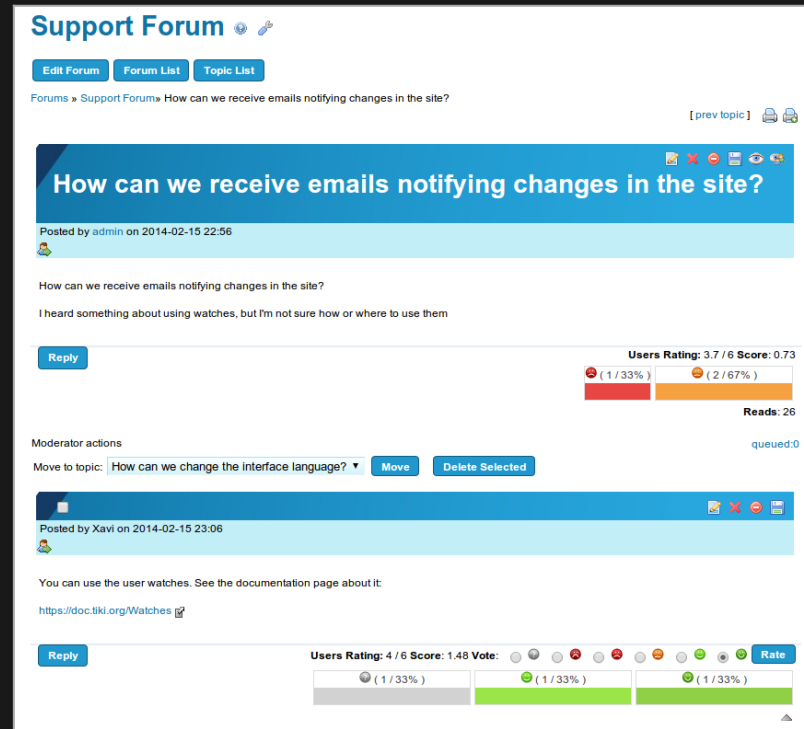 Support Forum
Edit Forum Forum List Topic List
Forums » Support Forum» How can we receive emails notifying changes in the site?
[ prev topic ]
How can we receive emails notifying changes in the site?
Posted by admin on 2014-02-15 22:56
How can we receive emails notifying changes in the site?
I heard something about using watches, but I'm not sure how or where to use them
Reply
Users Rating: 3.7 / 6 Score: 0.73
( 1 / 33% ) ( 2 / 67% )
Reads: 26
Moderator actions
queued:0
Move to topic: How can we change the interface language? Move Delete Selected
Posted by Xavi on 2014-02-15 23:06
You can use the user watches. See the documentation page about it:
https://doc.tiki.org/Watches
Reply Users Rating: 4 / 6 Score: 1.48 Vote: Rate
( 1 / 33% ) ( 1 / 33% ) ( 1 / 33% )